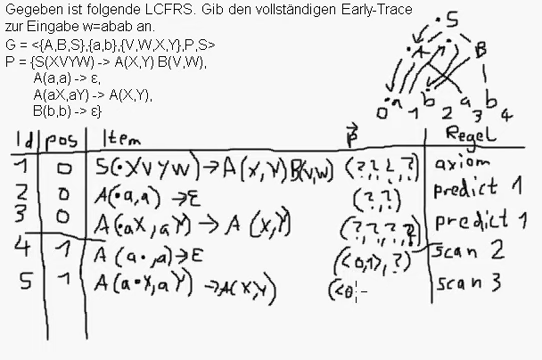 Gegeben ist folgende LCFRS. Gib den vollständigen Early-Trace
zur Eingabe w=abab an.
G = <{A,B,S},{a,b},{V,W,X,Y},P,S>
P = {S(XVYW) -> A(X,Y) B(V,W),
A(a,a) -> ε,
A(aX,aY) -> A(X,Y),
B(b,b) -> ε}
•S
•A B
•a b a b
0 1 2 3 4
Id pos Item ρ⃗ Regel
1 0 S(•XVYW)→A(X,Y)B(V,W) (?,?,?,?) axiom
2 0 A(•a,a)→ε (?,?) predict 1
3 0 A(•aX,aY)→A(X,Y) (?,?,?,?) predict 1
4 1 A(a•,a)→ε (<0,1>,?) scan 2
5 1 A(a•X,aY)→A(X,Y) (<0,- scan 3